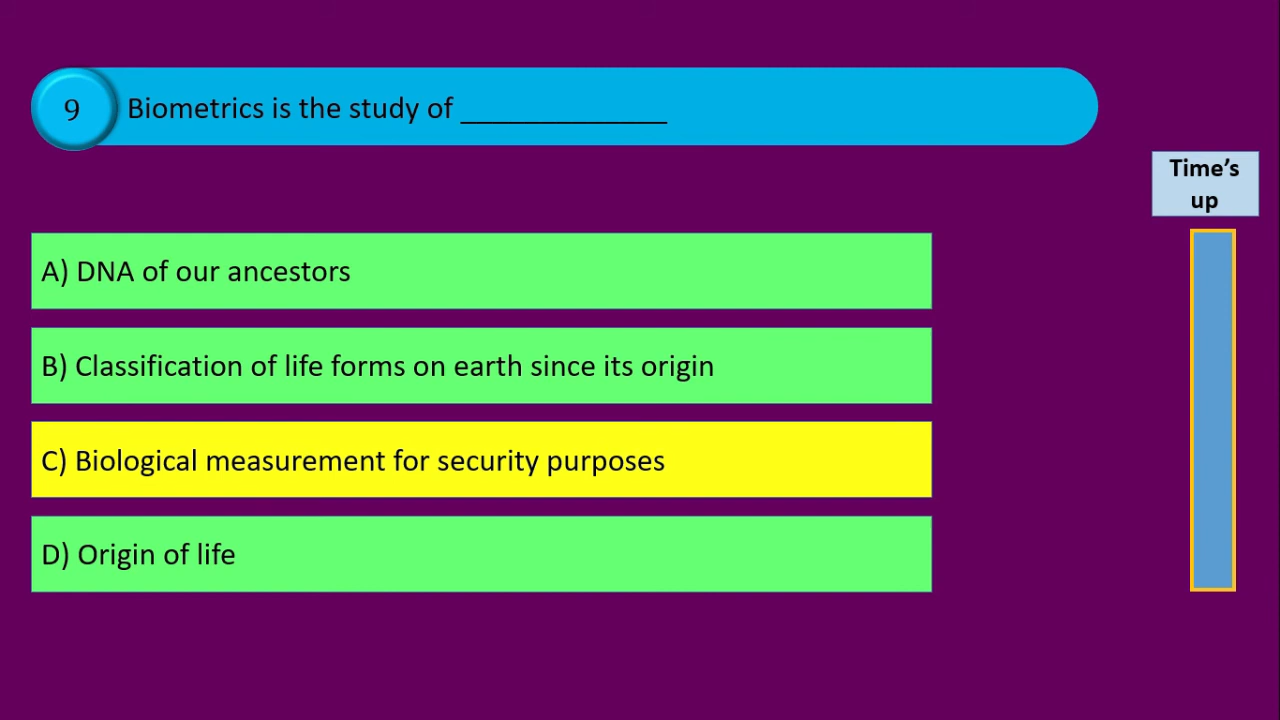 9
Biometrics is the study of _____________
Time’s
up
A) DNA of our ancestors
B) Classification of life forms on earth since its origin
C) Biological measurement for security purposes
D) Origin of life